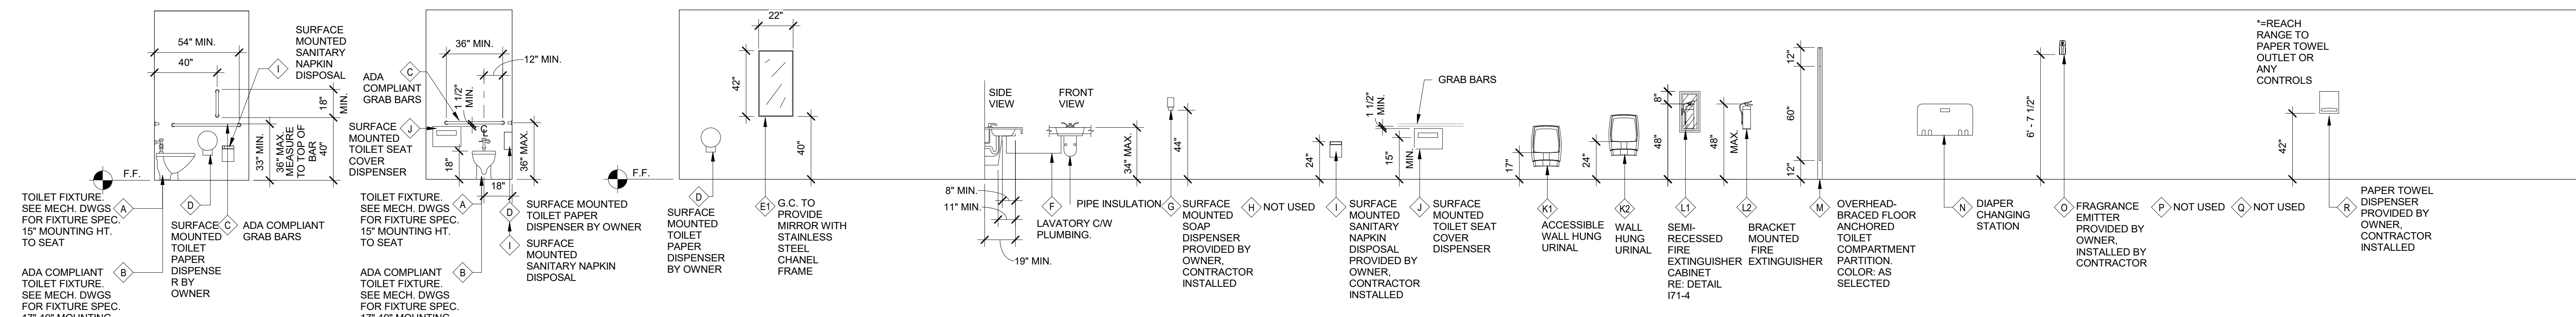 54" MIN.
40"
SURFACE
MOUNTED
SANITARY
NAPKIN
DISPOSAL
I
18"
MIN.
33" MIN.
36" MAX.
MEASURE
TO TOP OF
BAR
40"
F.F.
TOILET FIXTURE.
SEE MECH. DWGS
FOR FIXTURE SPEC.
15" MOUNTING HT.
TO SEAT
A
ADA COMPLIANT
TOILET FIXTURE.
SEE MECH. DWGS
FOR FIXTURE SPEC.
B
D
SURFACE
MOUNTED
TOILET
PAPER
DISPENSE
R BY
OWNER
C
ADA COMPLIANT
GRAB BARS
36" MIN.
12" MIN.
C
ADA
COMPLIANT
GRAB BARS
1 1/2"
MIN.
J
SURFACE
MOUNTED
TOILET SEAT
COVER
DISPENSER
18"
36" MAX.
18"
TOILET FIXTURE.
SEE MECH. DWGS
FOR FIXTURE SPEC.
15" MOUNTING HT.
TO SEAT
A
ADA COMPLIANT
TOILET FIXTURE.
SEE MECH. DWGS
FOR FIXTURE SPEC.
B
D
SURFACE MOUNTED
TOILET PAPER
DISPENSER BY OWNER
I
SURFACE
MOUNTED
SANITARY NAPKIN
DISPOSAL
F.F.
D
SURFACE
MOUNTED
TOILET
PAPER
DISPENSER
BY OWNER
22"
42"
40"
E1
G.C. TO
PROVIDE
MIRROR WITH
STAINLESS
STEEL
CHANEL
FRAME
SIDE
VIEW
FRONT
VIEW
8" MIN.
11" MIN.
19" MIN.
34" MAX.
F
PIPE INSULATION
LAVATORY C/W
PLUMBING.
44"
G
SURFACE
MOUNTED
SOAP
DISPENSER
PROVIDED BY
OWNER,
CONTRACTOR
INSTALLED
H
NOT USED
24"
I
SURFACE
MOUNTED
SANITARY
NAPKIN
DISPOSAL
PROVIDED BY
OWNER,
CONTRACTOR
INSTALLED
GRAB BARS
1 1/2"
MIN.
15"
MIN.
J
SURFACE
MOUNTED
TOILET SEAT
COVER
DISPENSER
17"
K1
ACCESSIBLE
WALL HUNG
URINAL
24"
K2
WALL
HUNG
URINAL
8"
48"
L1
SEMI-
RECESSED
FIRE
EXTINGUISHER
CABINET
RE: DETAIL
I71-4
48"
MAX.
L2
BRACKET
MOUNTED
FIRE
EXTINGUISHER
12"
60"
12"
M
OVERHEAD-
BRACED FLOOR
ANCHORED
TOILET
COMPARTMENT
PARTITION.
COLOR: AS
SELECTED
N
DIAPER
CHANGING
STATION
6' - 7 1/2"
O
FRAGRANCE
EMITTER
PROVIDED BY
OWNER,
INSTALLED BY
CONTRACTOR
P
NOT USED
Q
NOT USED
*=REACH
RANGE TO
PAPER TOWEL
OUTLET OR
ANY
CONTROLS
42"
R
PAPER TOWEL
DISPENSER
PROVIDED BY
OWNER,
CONTRACTOR
INSTALLED